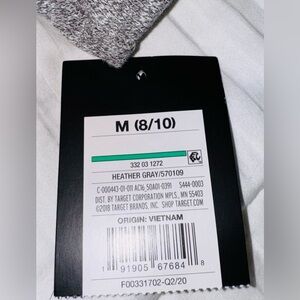 M (8/10)
332 03 1272
HEATHER GRAY/570109
C-000443-01-011 AC16_50A01-0391 S444-0003
DIST. BY TARGET CORPORATION MPLS., MN 55403
©2018 TARGET BRANDS, INC. SHOP TARGET.COM
ORIGIN: VIETNAM
1 91905 67684 8
F00331702-Q2/20